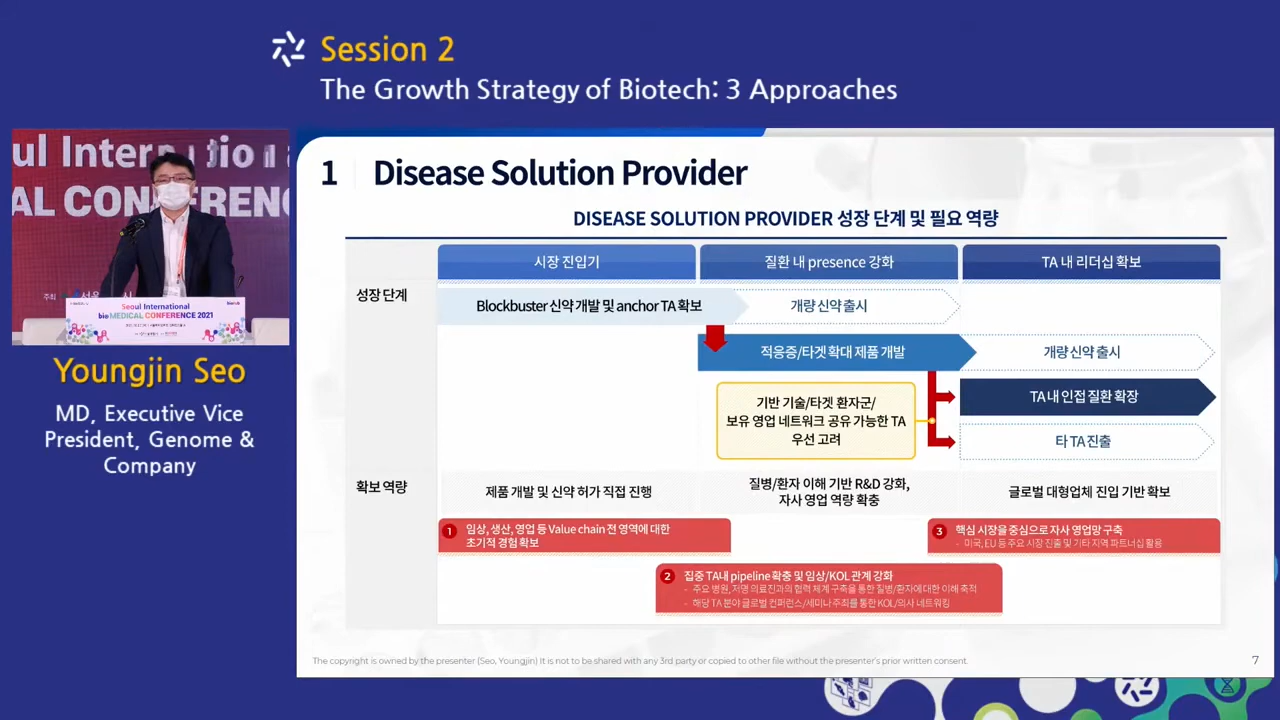 Session 2
The Growth Strategy of Biotech: 3 Approaches
ul Internatio
AL CONFERENC
주최
Seoul International
bio MEDICAL CONFERENCE 2021
Youngjin Seo
MD, Executive Vice
President, Genome &
Company
1 Disease Solution Provider
DISEASE SOLUTION PROVIDER 성장 단계 및 필요 역량
시장 진입기
질환 내 presence 강화
TA 내 리더십 확보
성장 단계
Blockbuster 신약 개발 및 anchor TA 확보
개량 신약 출시
적응증/타겟 확대 제품 개발
개량 신약 출시
기반 기술/타겟 환자군/
보유 영업 네트워크 공유 가능한 TA
우선 고려
TA 내 인접 질환 확장
타 TA 진출
확보 역량
제품 개발 및 신약 허가 직접 진행
질병/환자 이해 기반 R&D 강화,
자사 영업 역량 확충
글로벌 대형업체 진입 기반 확보
1 임상, 생산, 영업 등 Value chain 전 영역에 대한
초기적 경험 확보
3 핵심 시장을 중심으로 자사 영업망 구축
- 미국, EU 등 주요 시장 진출 및 기타 지역 파트너십 활용
2 집중 TA내 pipeline 확충 및 임상/KOL 관계 강화
- 주요 병원, 저명 의료진과의 협력 체계 구축을 통한 질병/환자에 대한 이해 축적
- 해당 TA 분야 글로벌 컨퍼런스/세미나 주최를 통한 KOL/의사 네트워킹
The copyright is owned by the presenter (Seo, Youngjin) It is not to be shared with any 3rd party or copied to other file without the presenter's prior written consent.
7